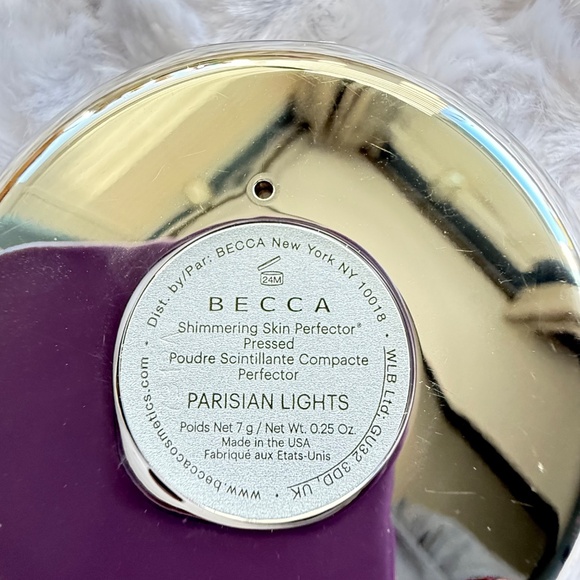 Dist. by/Par: BECCA New York NY 10018 • WLB Ltd: GU32 3DD, UK • www.beccacosmetics.com •
24M
BECCA
Shimmering Skin Perfector®
Pressed
Poudre Scintillante Compacte
Perfector
PARISIAN LIGHTS
Poids Net 7 g / Net Wt. 0.25 Oz.
Made in the USA
Fabriqué aux Etats-Unis